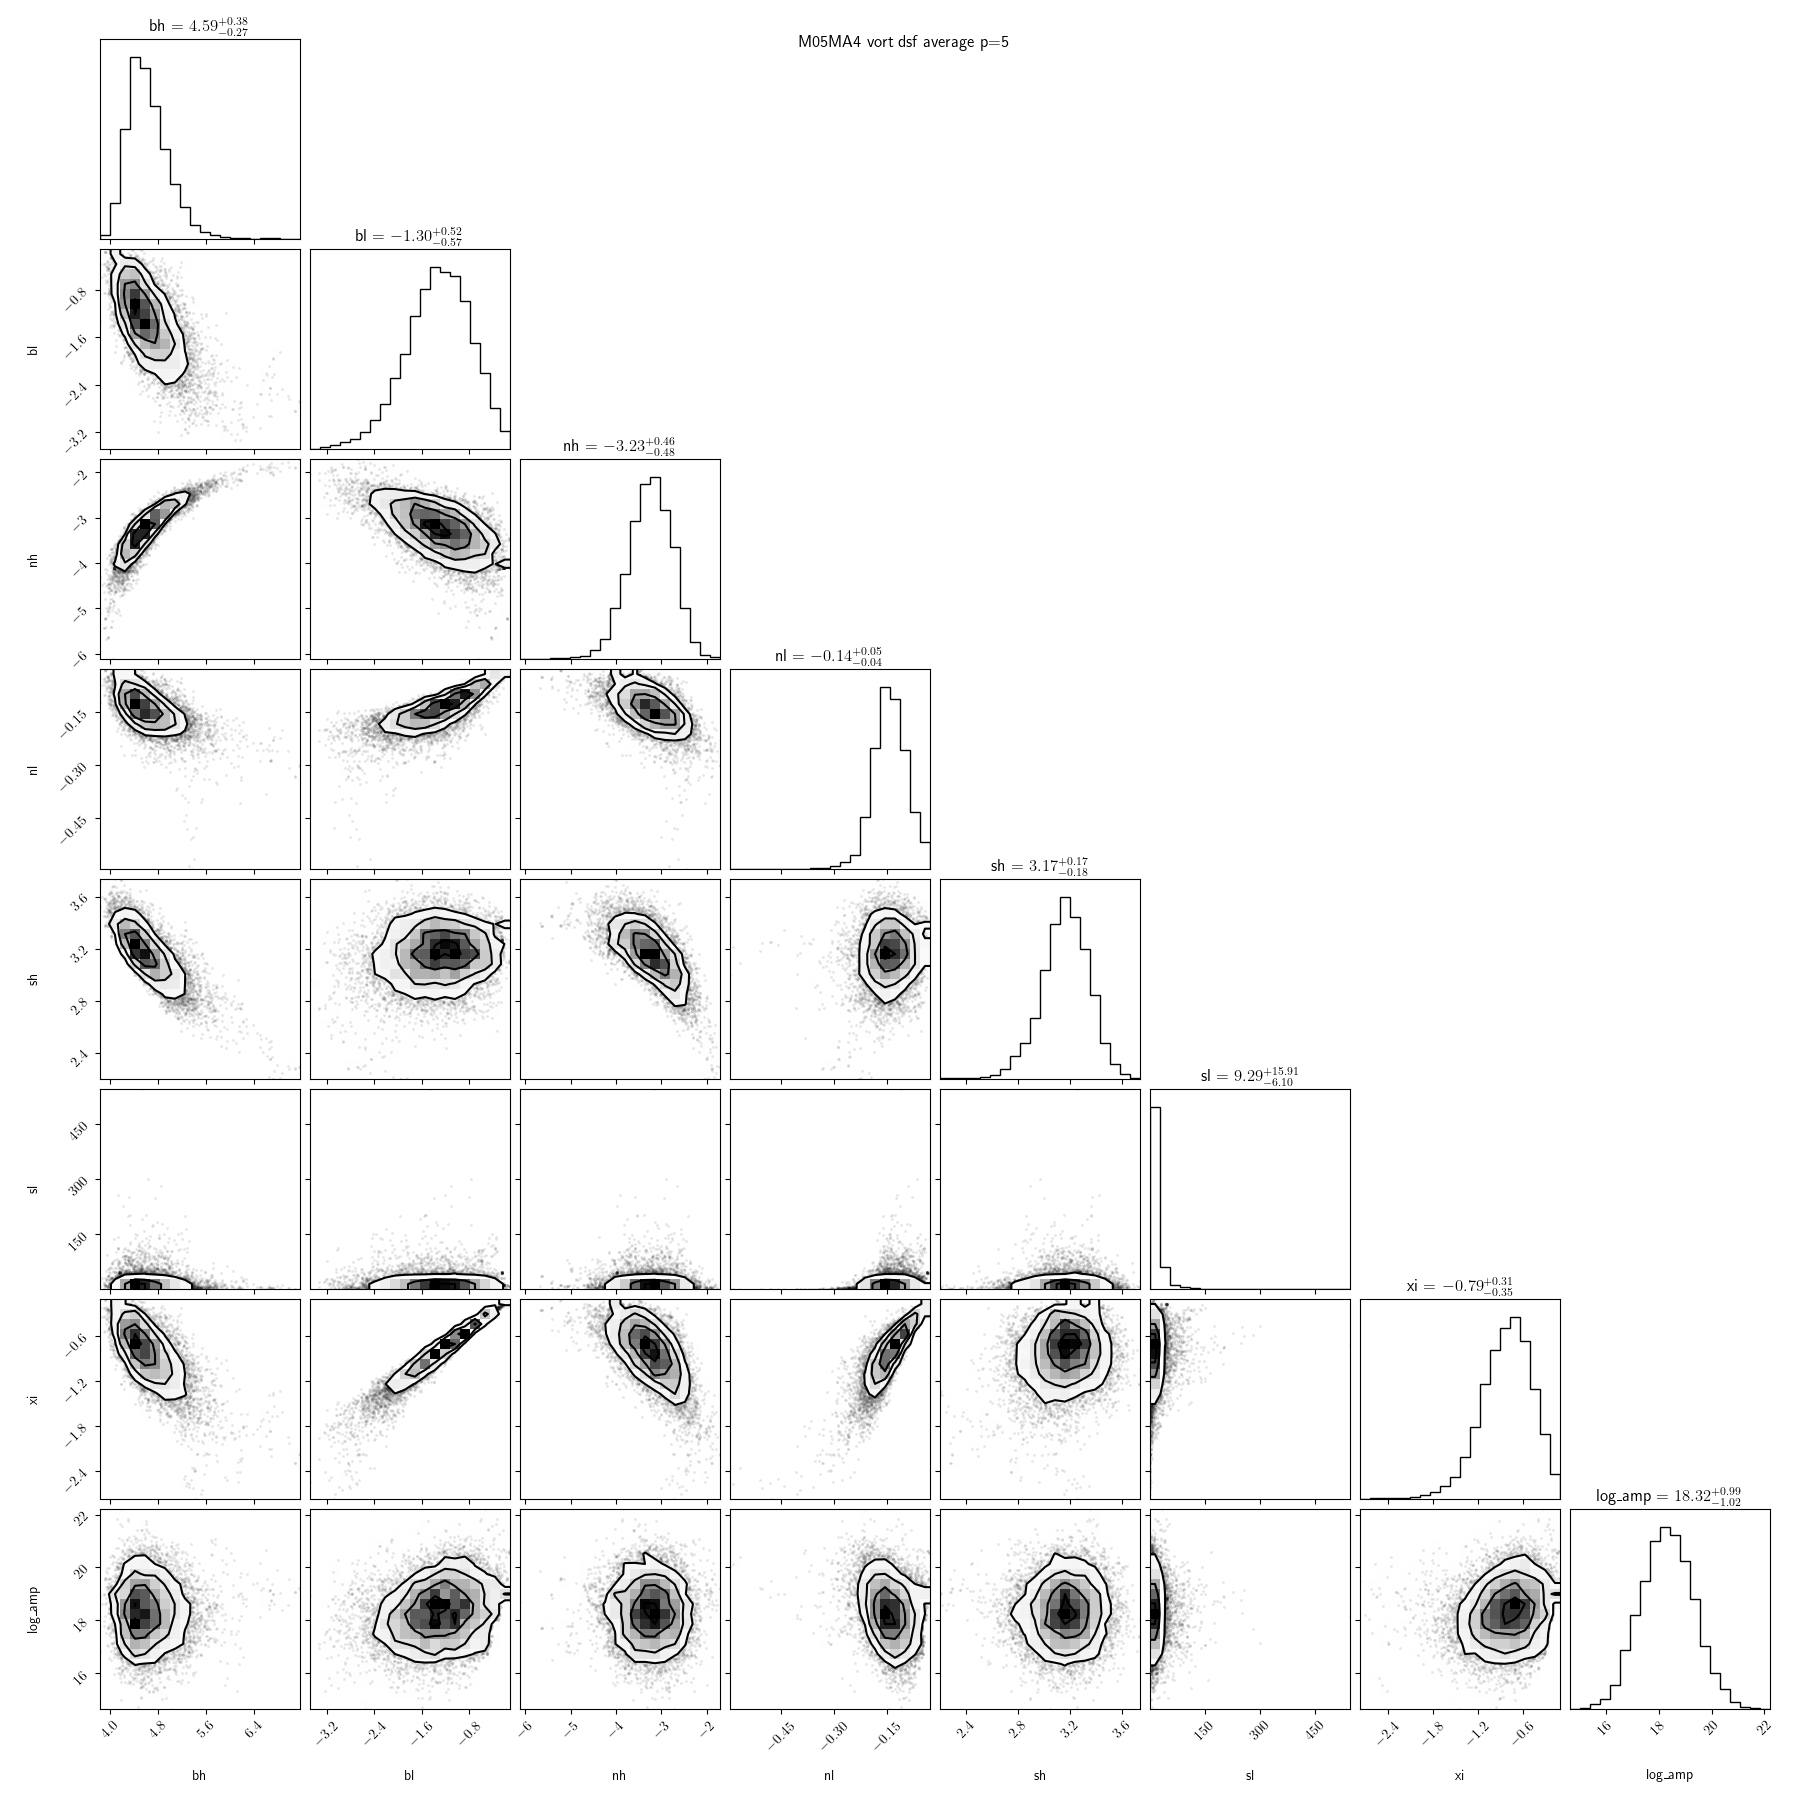 bh = 4.59^{+0.38}_{-0.27}
M05MA4 vort dsf average p=5
bl = −1.30^{+0.52}_{-0.57}
−0.8
−1.6
−2.4
−3.2
bl
nh = −3.23^{+0.46}_{-0.48}
−2
−3
−4
−5
−6
nh
nl = −0.14^{+0.05}_{-0.04}
−0.15
−0.30
−0.45
nl
sh = 3.17^{+0.17}_{-0.18}
3.6
3.2
2.8
2.4
sh
sl = 9.29^{+15.91}_{-6.10}
450
300
150
sl
xi = −0.79^{+0.31}_{-0.35}
−0.6
−1.2
−1.8
−2.4
xi
log_amp = 18.32^{+0.99}_{-1.02}
22
20
18
16
log_amp
4.0 4.8 5.6 6.4 −3.2 −2.4 −1.6 −0.8 −6 −5 −4 −3 −2 −0.45 −0.30 −0.15 2.4 2.8 3.2 3.6 150 300 450 −2.4 −1.8 −1.2 −0.6 16 18 20 22
bh bl nh nl sh sl xi log_amp